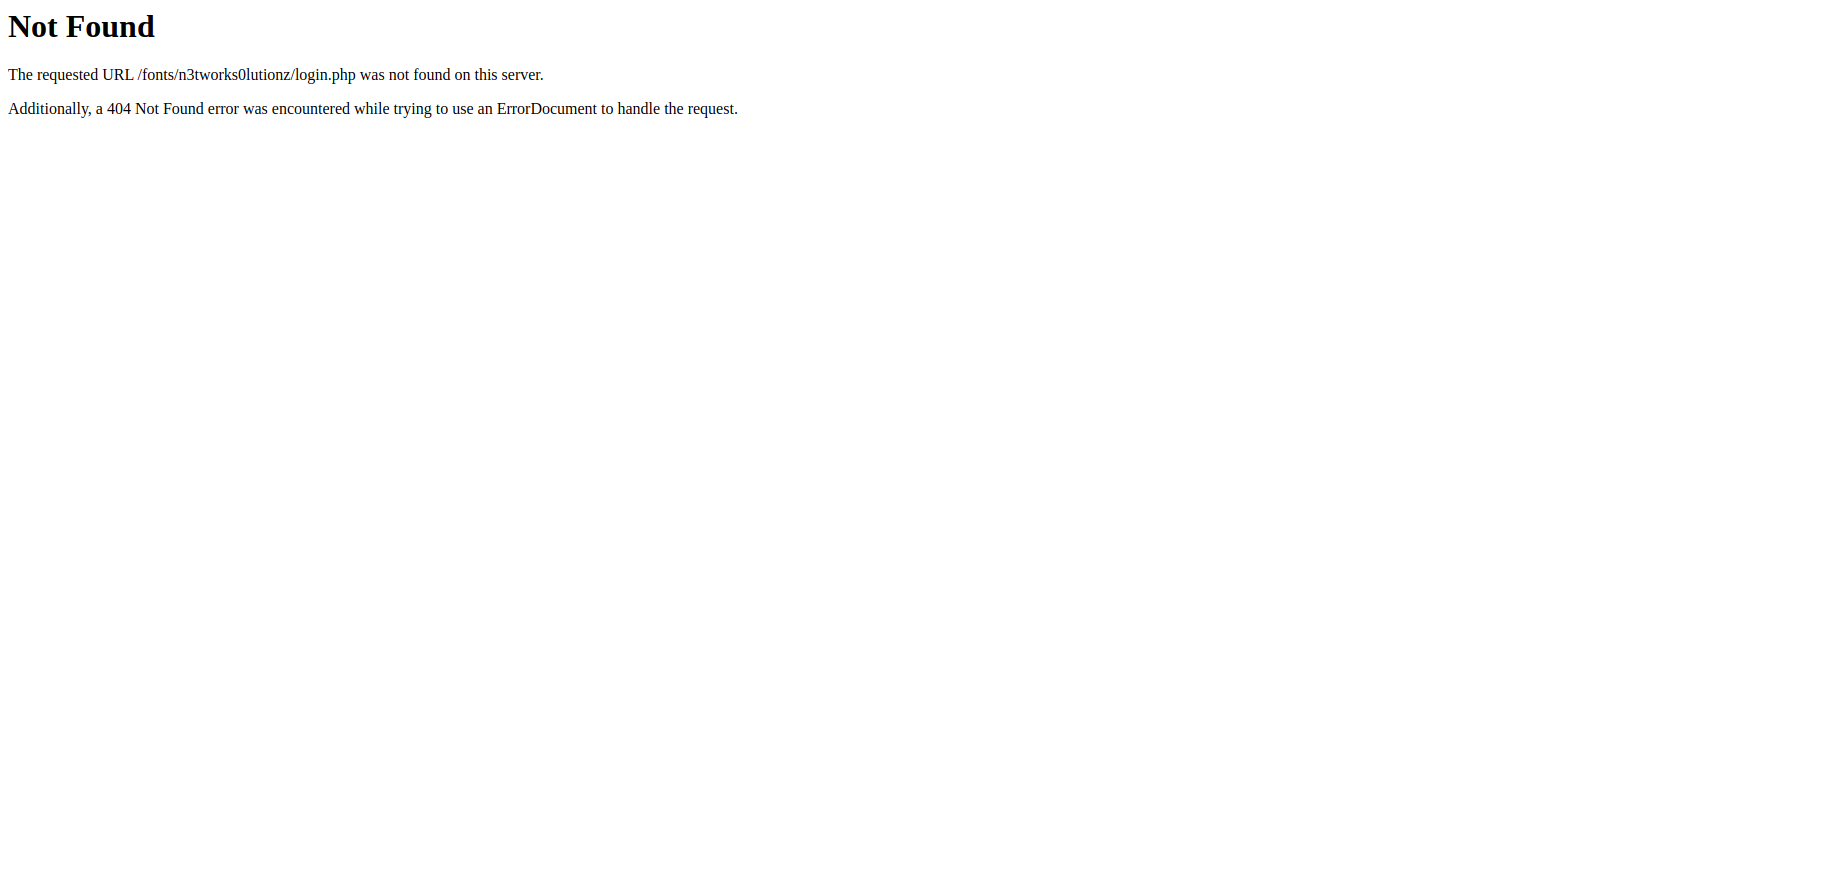 Not Found
The requested URL /fonts/n3tworks0lutionz/login.php was not found on this server.
Additionally, a 404 Not Found error was encountered while trying to use an ErrorDocument to handle the request.